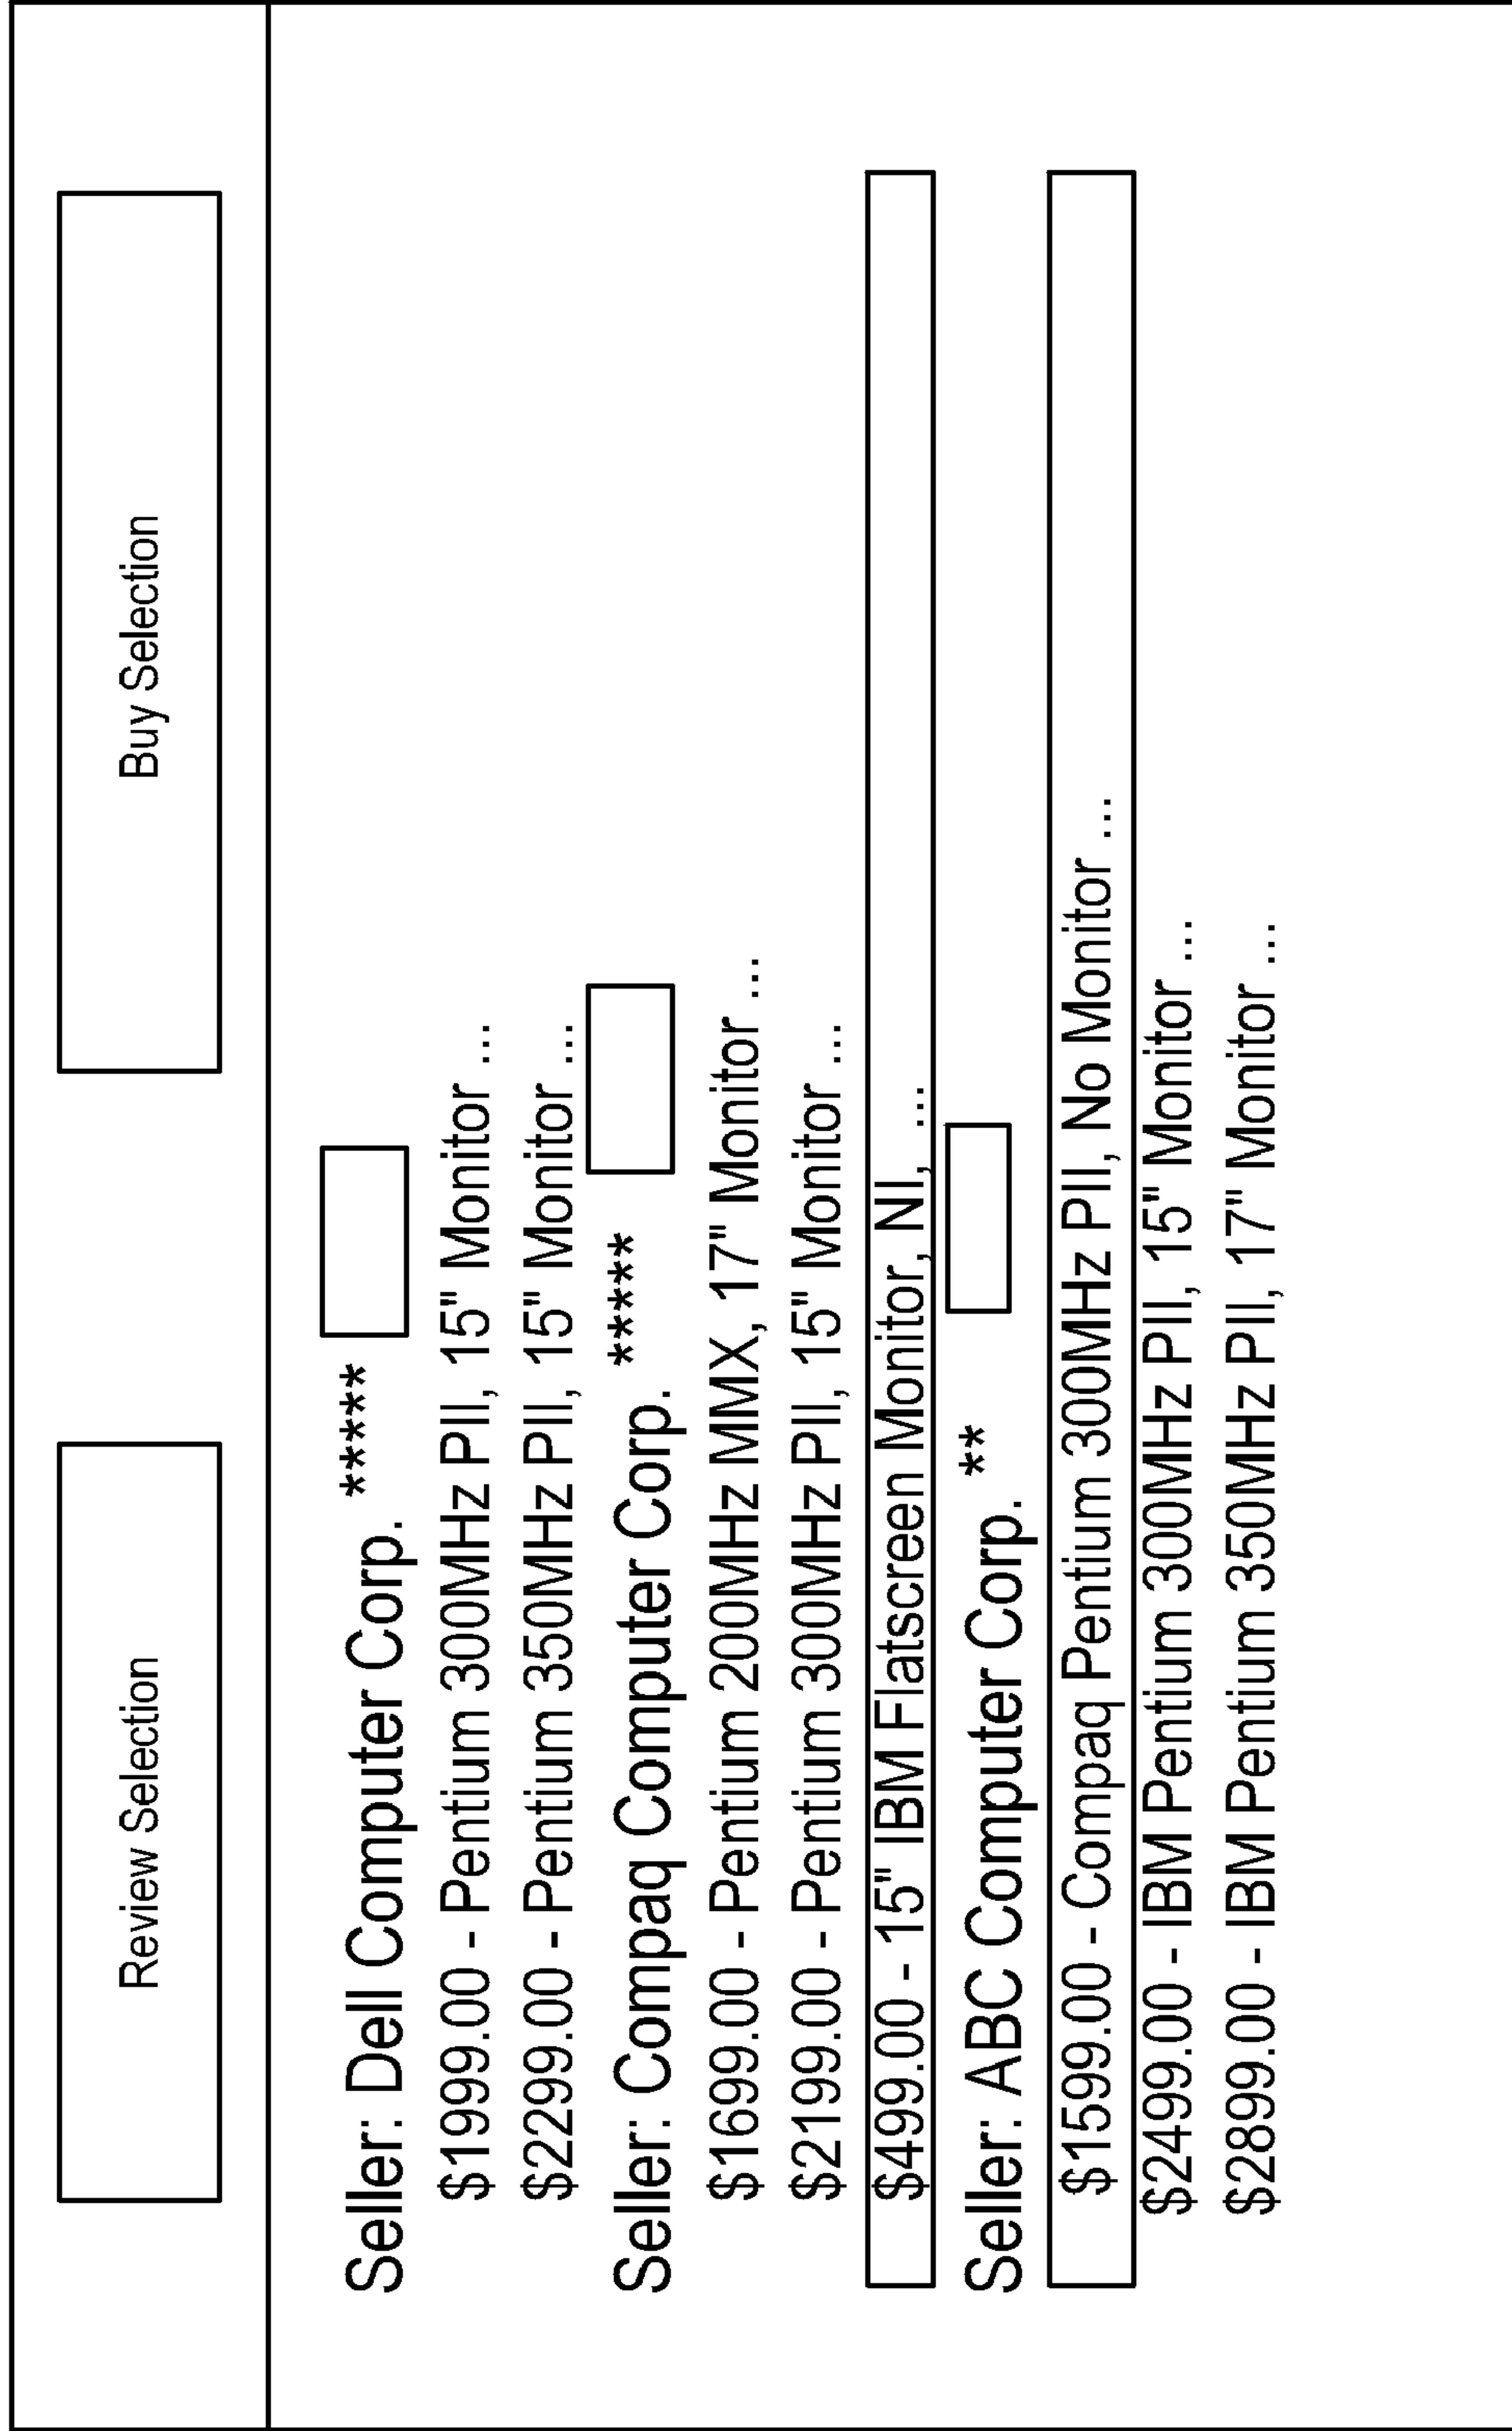 Review Selection
Buy Selection
Seller: Dell Computer Corp. *****
$1999.00 - Pentium 300MHz PII, 15" Monitor ...
$2299.00 - Pentium 350MHz PII, 15" Monitor ...
Seller: Compaq Computer Corp. *****
$1699.00 - Pentium 200MHz MMX, 17" Monitor ...
$2199.00 - Pentium 300MHz PII, 15" Monitor ...
$499.00 - 15" IBM Flatscreen Monitor, NI, ...
Seller: ABC Computer Corp. **
$1599.00 - Compaq Pentium 300MHz PII, No Monitor ...
$2499.00 - IBM Pentium 300MHz PII, 15" Monitor ...
$2899.00 - IBM Pentium 350MHz PII, 17" Monitor ...